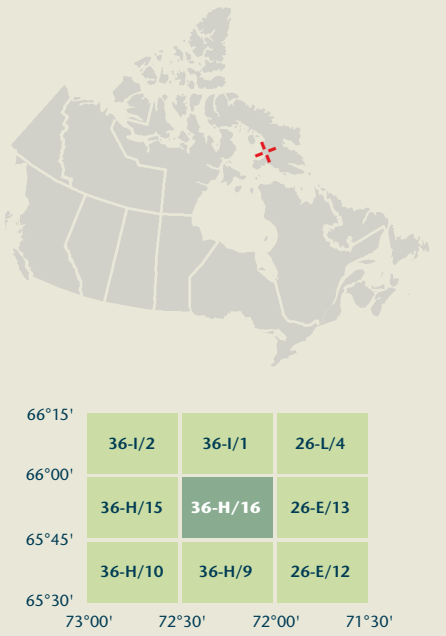 66°15'
36-I/2 36-I/1 26-L/4
66°00'
36-H/15 36-H/16 26-E/13
65°45'
36-H/10 36-H/9 26-E/12
65°30'
73°00' 72°30' 72°00' 71°30'